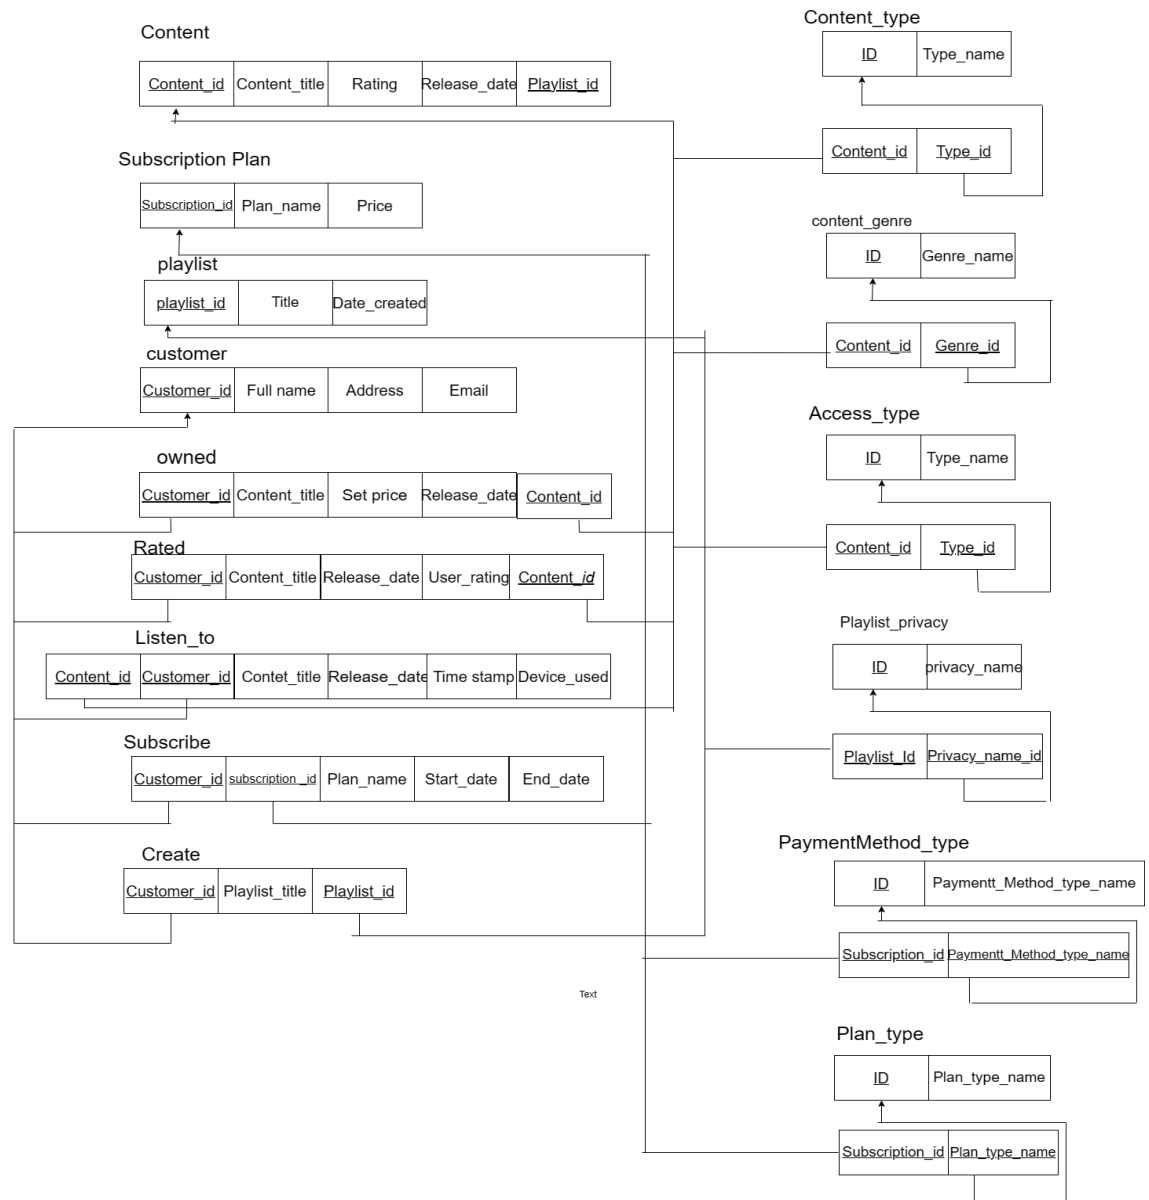 Content
Content_id Content_title Rating Release_date Playlist_id
Subscription Plan
Subscription_id Plan_name Price
playlist
playlist_id Title Date_created
customer
Customer_id Full name Address Email
owned
Customer_id Content_title Set price Release_date Content_id
Rated
Customer_id Content_title Release_date User_rating Content_id
Listen_to
Content_id Customer_id Contet_title Release_date Time stamp Device_used
Subscribe
Customer_id subscription_id Plan_name Start_date End_date
Create
Customer_id Playlist_title Playlist_id
Text
Content_type
ID Type_name
Content_id Type_id
content_genre
ID Genre_name
Content_id Genre_id
Access_type
ID Type_name
Content_id Type_id
Playlist_privacy
ID privacy_name
Playlist_Id Privacy_name_id
PaymentMethod_type
ID Paymentt_Method_type_name
Subscription_id Paymentt_Method_type_name
Plan_type
ID Plan_type_name
Subscription_id Plan_type_name